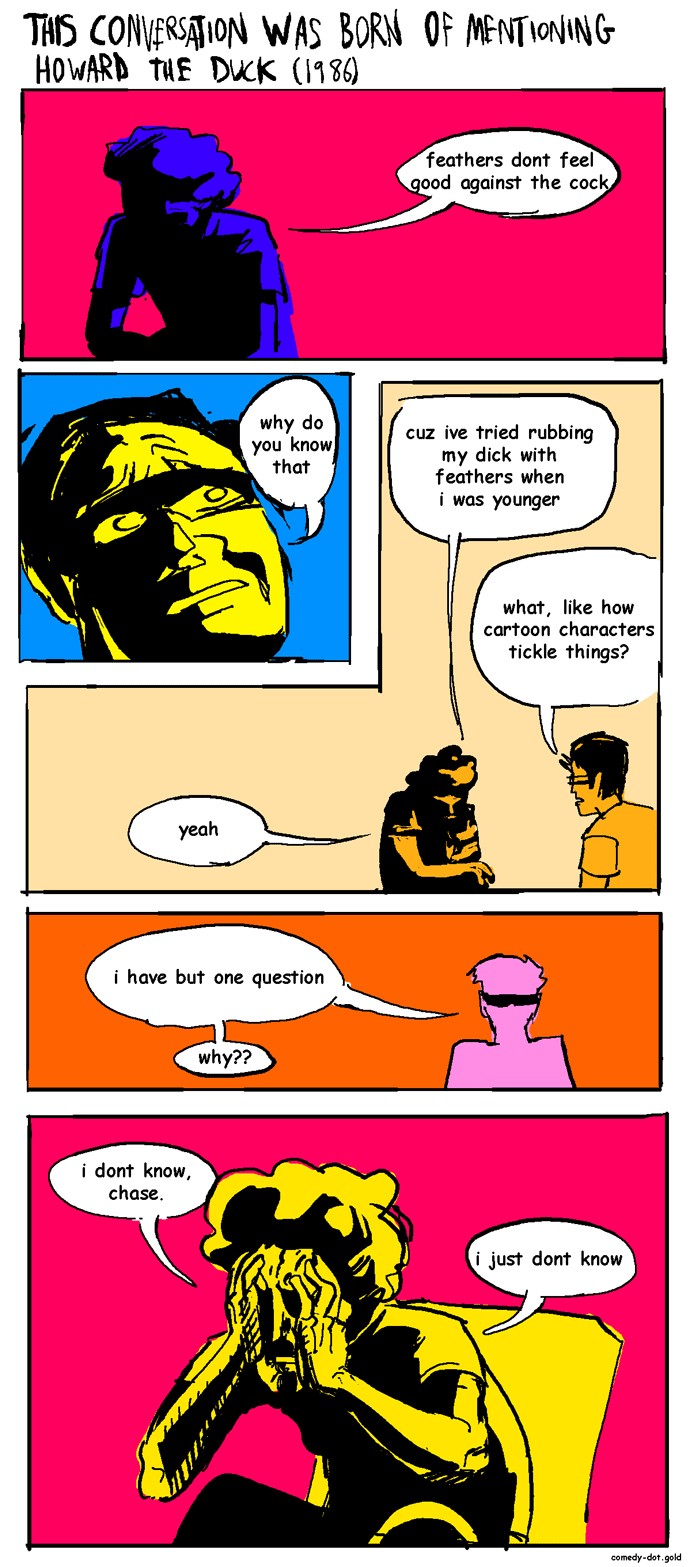 THIS CONVERSATION WAS BORN OF MENTIONING
HOWARD THE DUCK (1986)
feathers dont feel
good against the cock
why do
you know
that
cuz ive tried rubbing
my dick with
feathers when
i was younger
what, like how
cartoon characters
tickle things?
yeah
i have but one question
why??
i dont know,
chase.
i just dont know
comedy-dot.gold